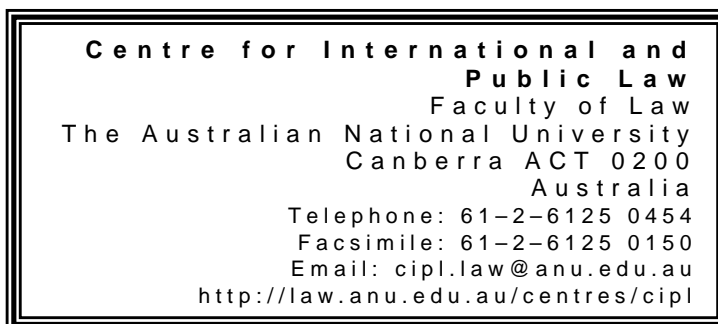 Centre for International and
Public Law
Faculty of Law
The Australian National University
Canberra ACT 0200
Australia
Telephone: 61–2–6125 0454
Facsimile: 61–2–6125 0150
Email: cipl.law@anu.edu.au
http://law.anu.edu.au/centres/cipl